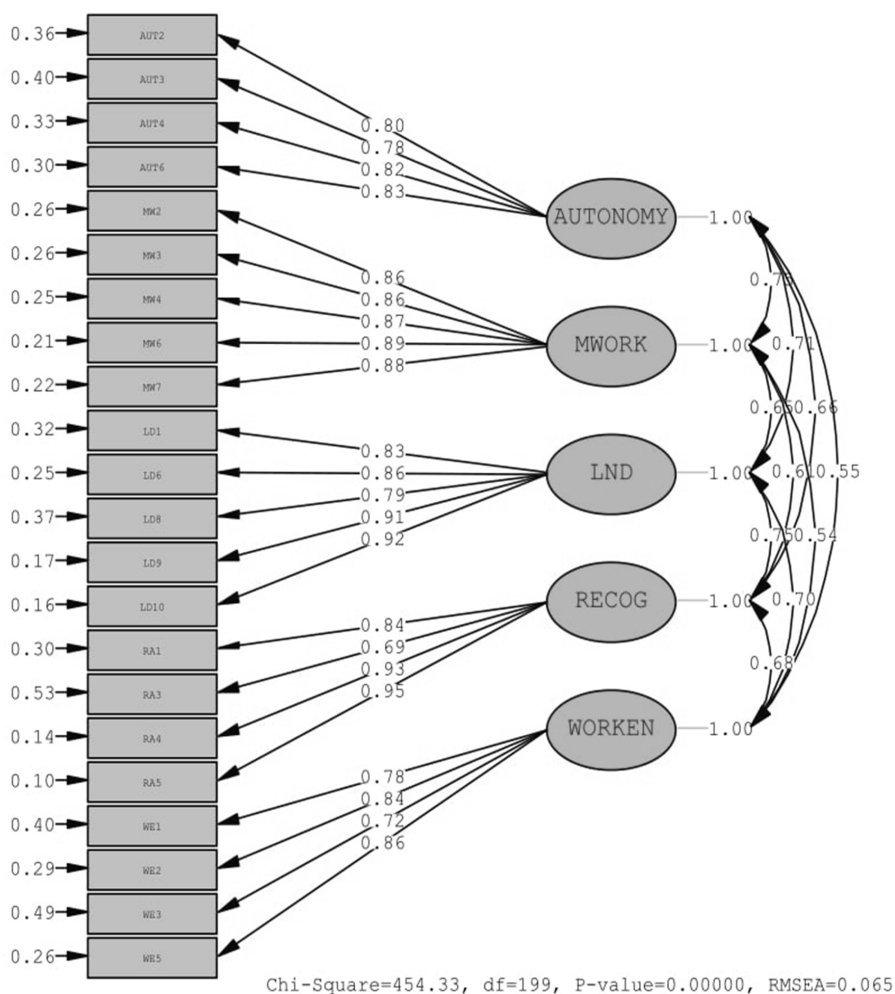 0.36 AUT2
0.40 AUT3
0.33 AUT4
0.30 AUT6
0.26 MW2
0.26 MW3
0.25 MW4
0.21 MW6
0.22 MW7
0.32 LD1
0.25 LD6
0.37 LD8
0.17 LD9
0.16 LD10
0.30 RA1
0.53 RA3
0.14 RA4
0.10 RA5
0.40 WE1
0.29 WE2
0.49 WE3
0.26 WE5
0.80
0.78
0.82
0.83
0.86
0.86
0.87
0.89
0.88
0.83
0.86
0.79
0.91
0.92
0.84
0.69
0.93
0.95
0.78
0.84
0.72
0.86
AUTONOMY 1.00
MWORK 1.00
LND 1.00
RECOG 1.00
WORKEN 1.00
0.71
0.65 0.66
0.61 0.55
0.75 0.54
0.70
0.68
Chi-Square=454.33, df=199, P-value=0.00000, RMSEA=0.065